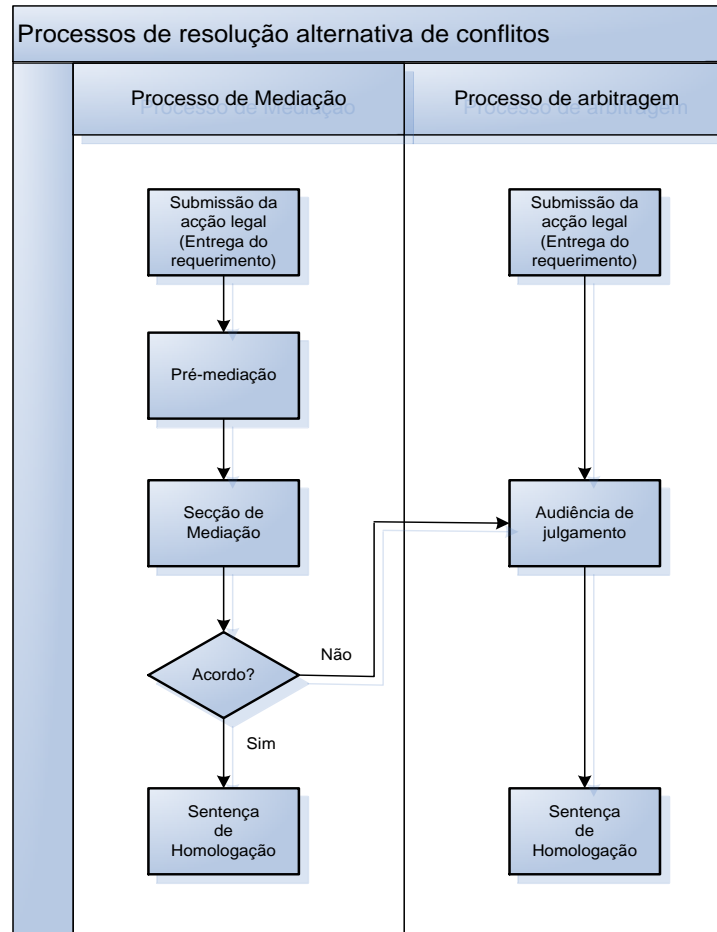 Processos de resolução alternativa de conflitos
Processo de Mediação
Processo de arbitragem
Submissão da
acção legal
(Entrega do
requerimento)
Pré-mediação
Secção de
Mediação
Acordo?
Não
Sim
Sentença
de
Homologação
Submissão da
acção legal
(Entrega do
requerimento)
Audiência de
julgamento
Sentença
de
Homologação